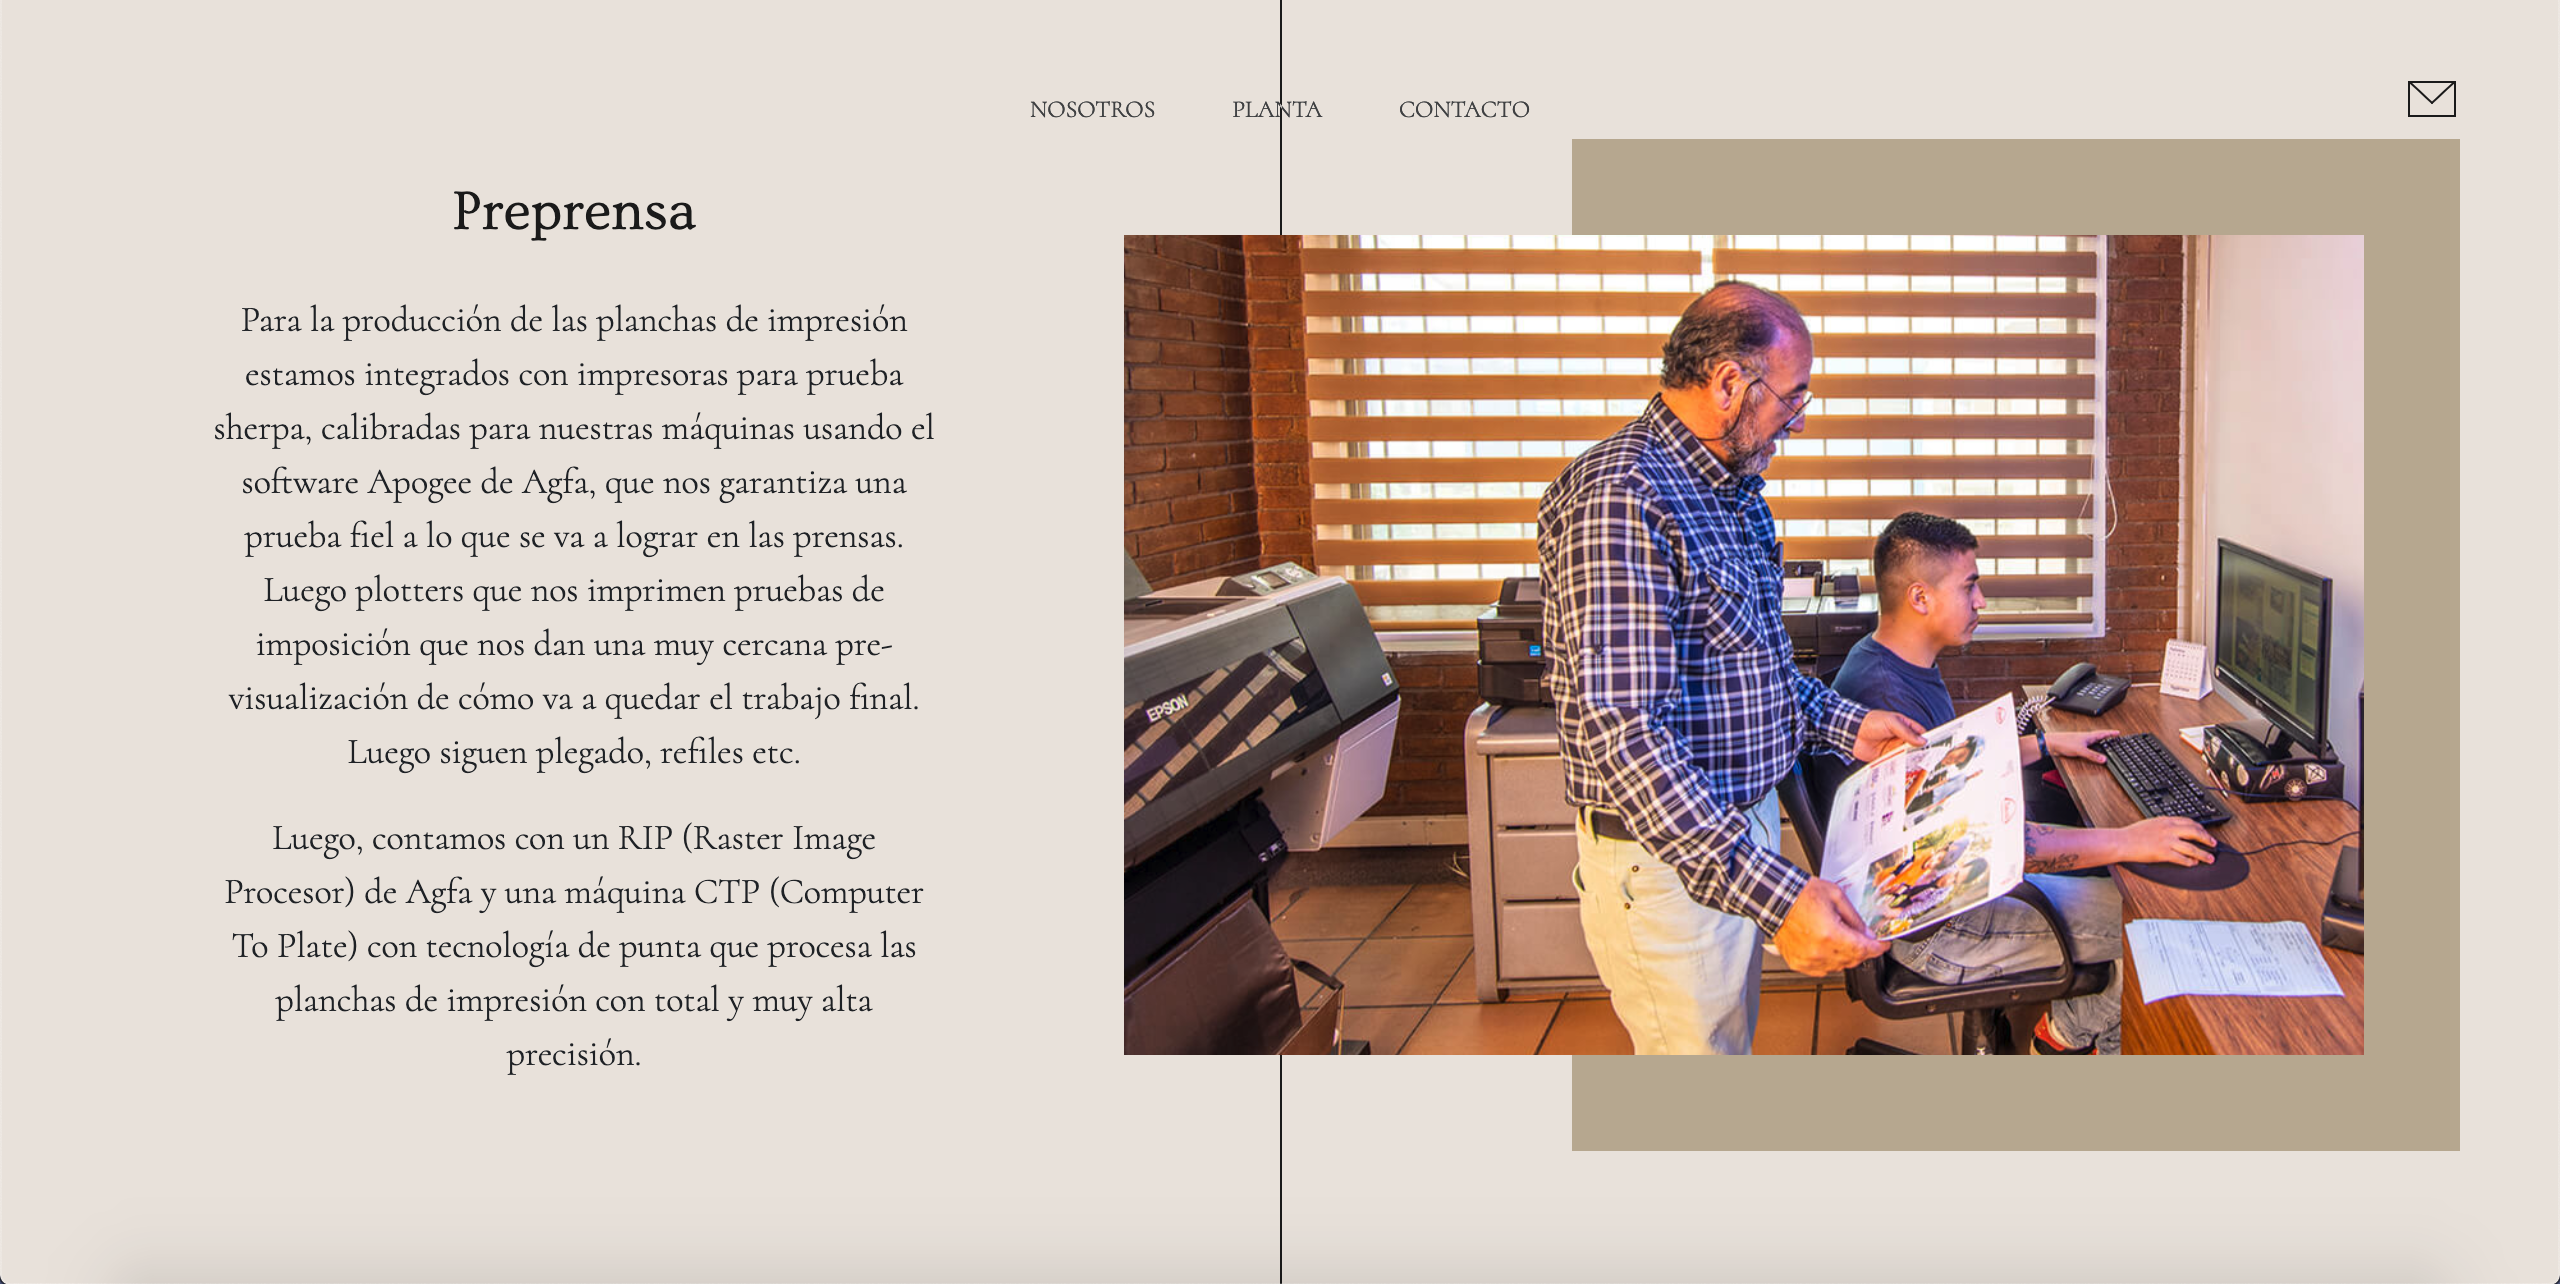 NOSOTROS PLANTA CONTACTO
Preprensa
Para la producción de las planchas de impresión
estamos integrados con impresoras para prueba
sherpa, calibradas para nuestras máquinas usando el
software Apogee de Agfa, que nos garantiza una
prueba fiel a lo que se va a lograr en las prensas.
Luego plotters que nos imprimen pruebas de
imposición que nos dan una muy cercana pre-
visualización de cómo va a quedar el trabajo final.
Luego siguen plegado, refiles etc.
Luego, contamos con un RIP (Raster Image
Procesor) de Agfa y una máquina CTP (Computer
To Plate) con tecnología de punta que procesa las
planchas de impresión con total y muy alta
precisión.
EPSON